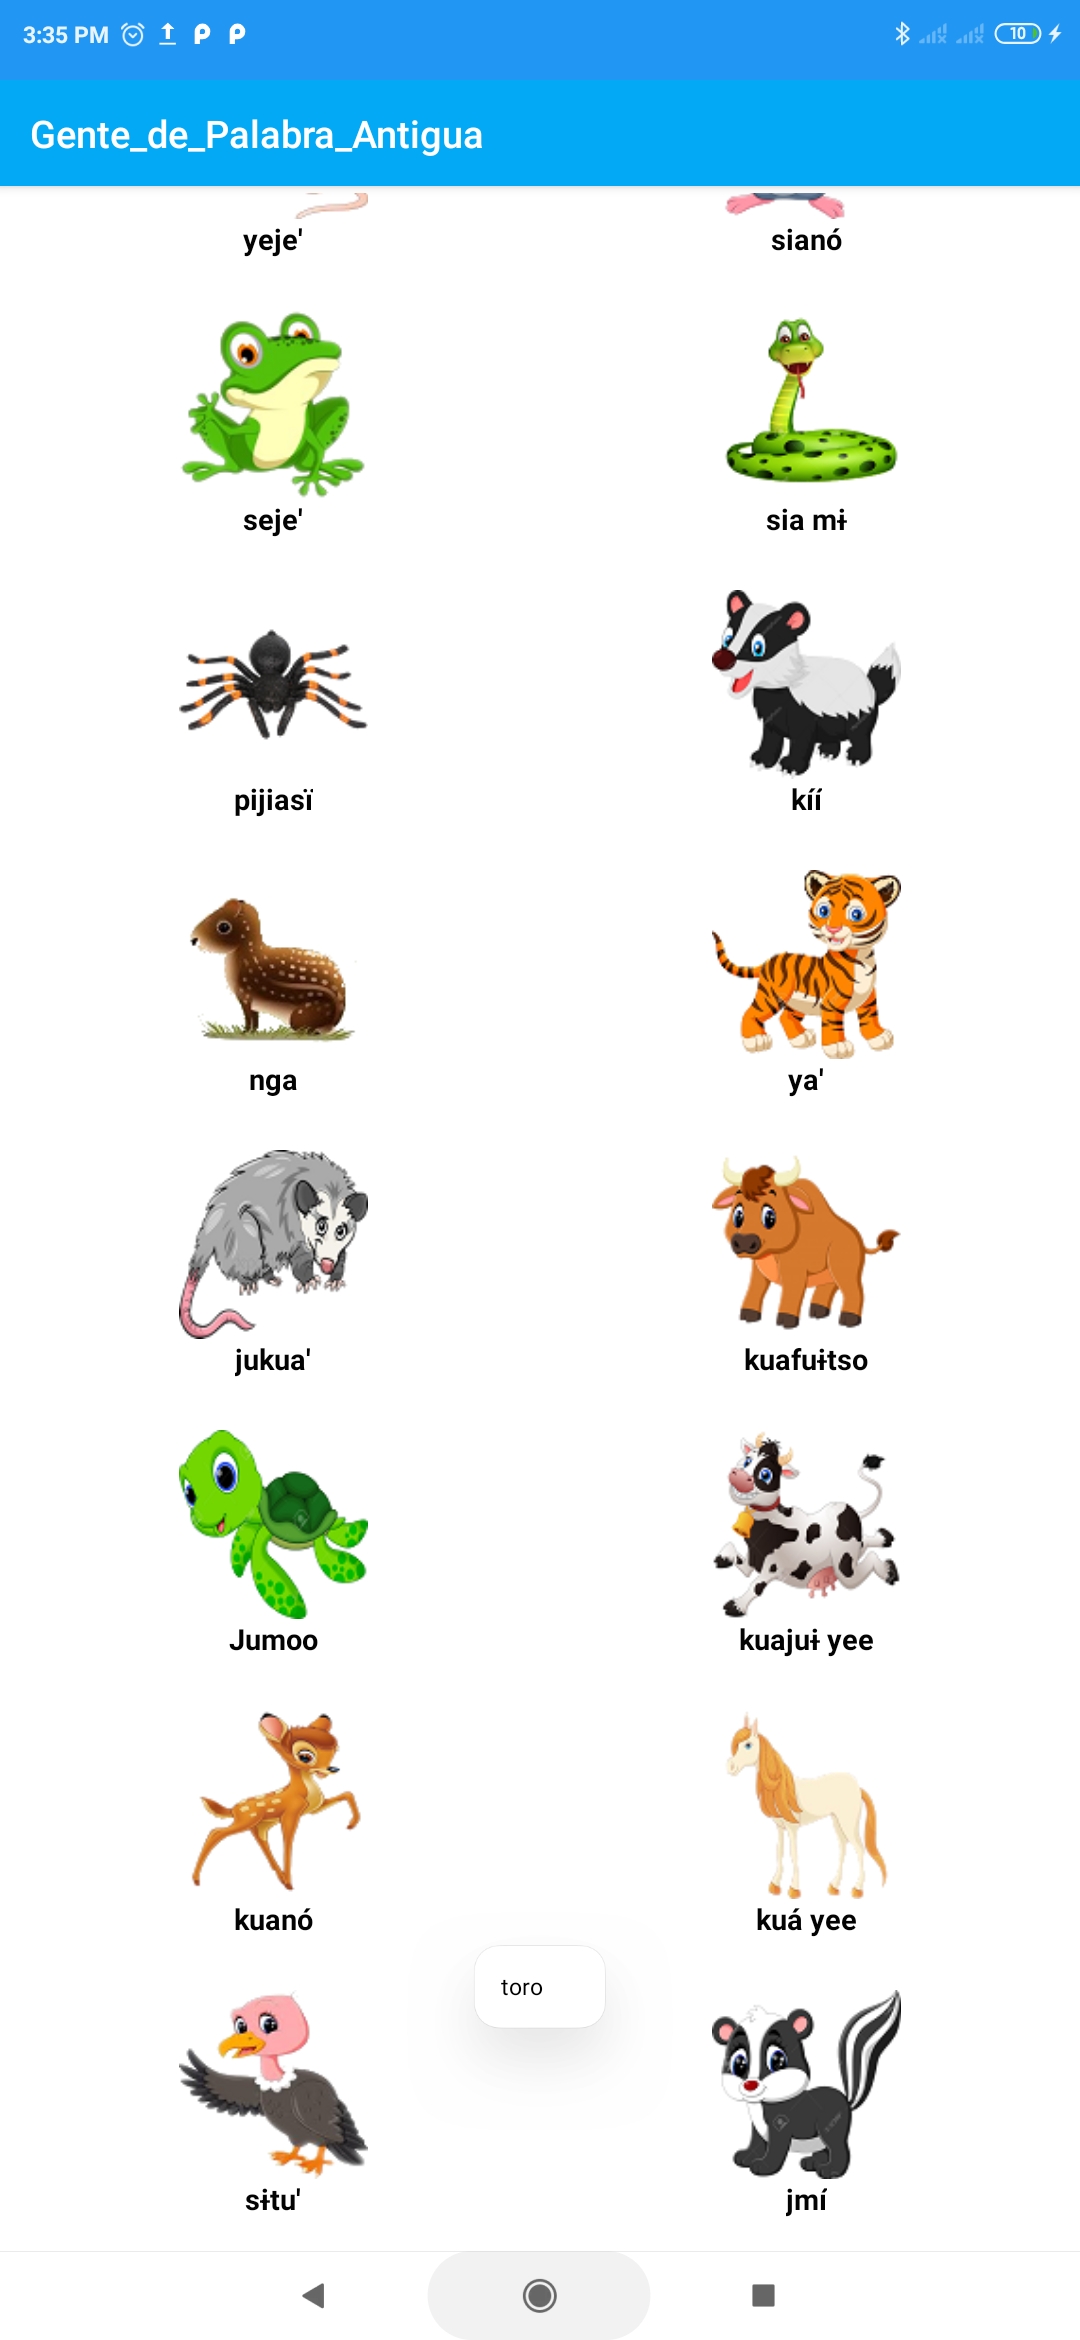 3:35 PM
10
Gente_de_Palabra_Antigua
yeje' sianó
seje' sia mɨ
pijiasï kíí
nga ya'
jukua' kuafuɨtso
Jumoo kuajuɨ yee
kuanó kuá yee
toro
sɨtu' jmí